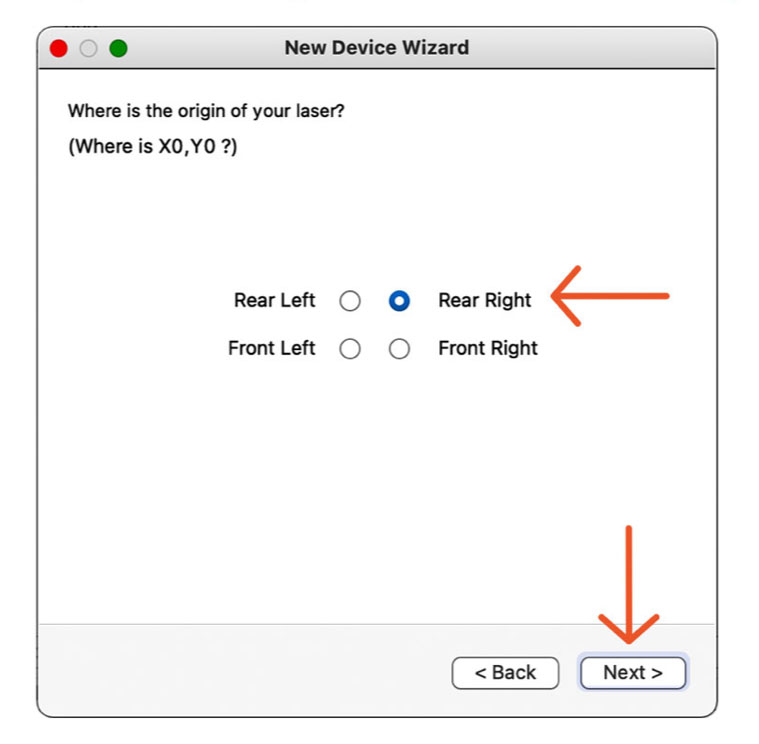 New Device Wizard
Where is the origin of your laser?
(Where is X0,Y0 ?)
Rear Left Rear Right
Front Left Front Right
< Back Next >